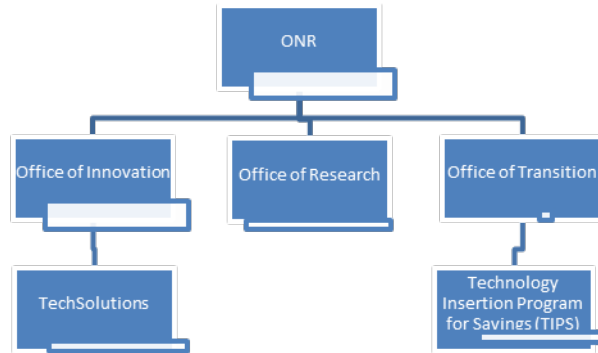 ONR
Office of Innovation
Office of Research
Office of Transition
TechSolutions
Technology
Insertion Program
for Savings (TIPS)